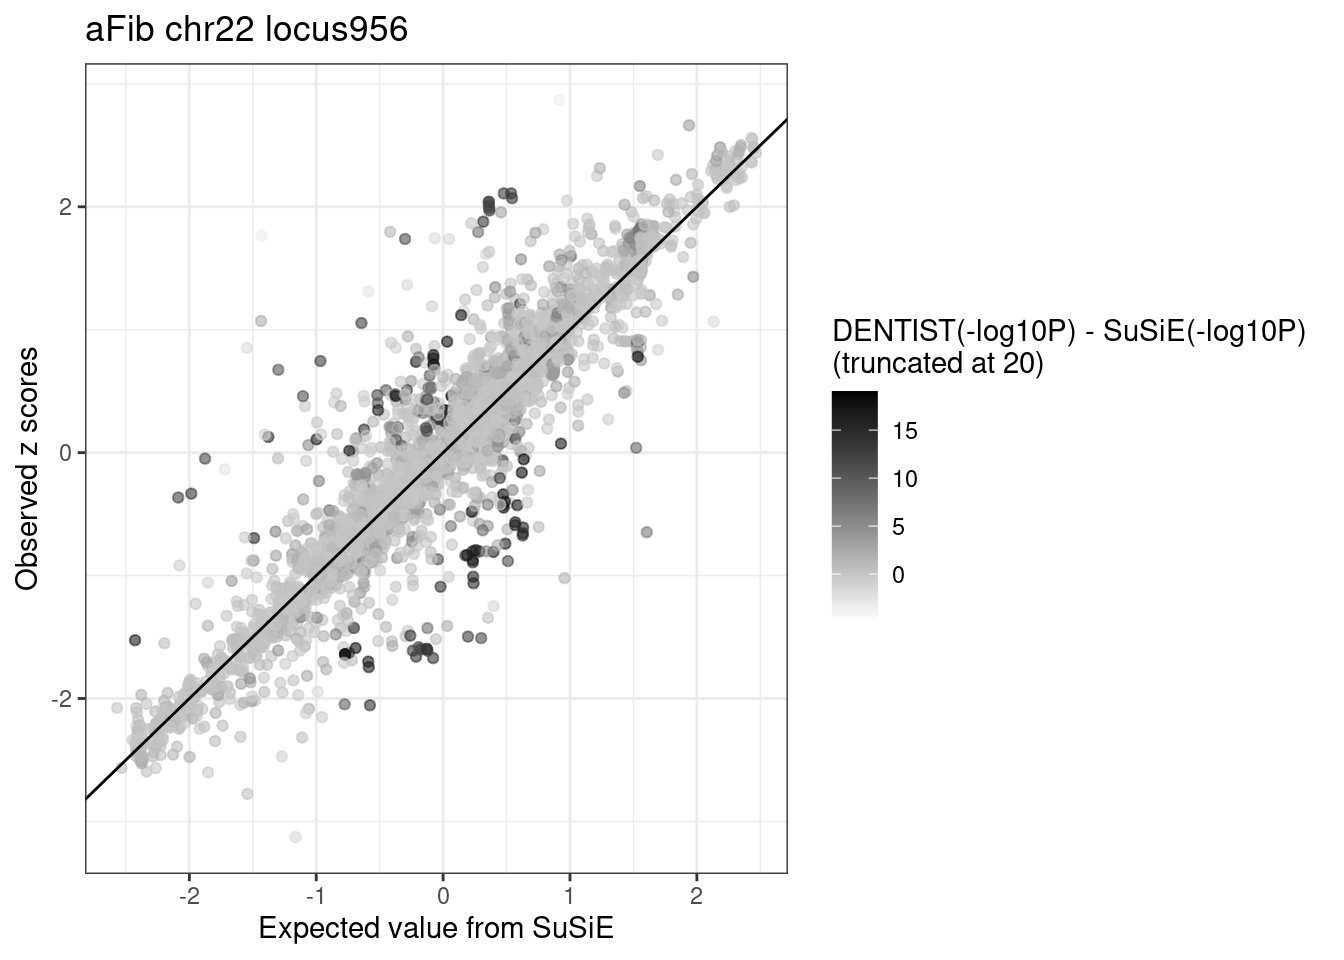 aFib chr22 locus956
Observed z scores
2
0
-2
-2
-1
0
1
2
Expected value from SuSiE
DENTIST(-log10P) - SuSiE(-log10P)
(truncated at 20)
15
10
5
0